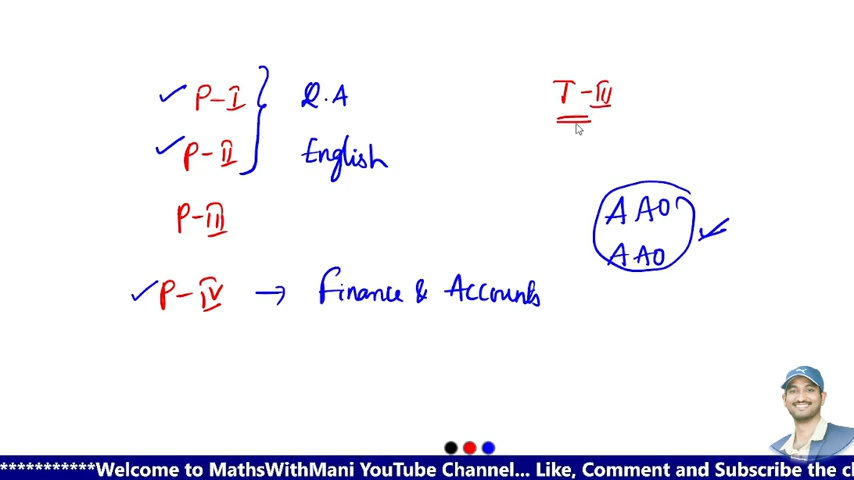 P-I Q.A
T-III
P-II English
P-III
AAO
AAO
P-IV → Finance & Accounts
***********Welcome to MathsWithMani YouTube Channel... Like, Comment and Subscribe the c